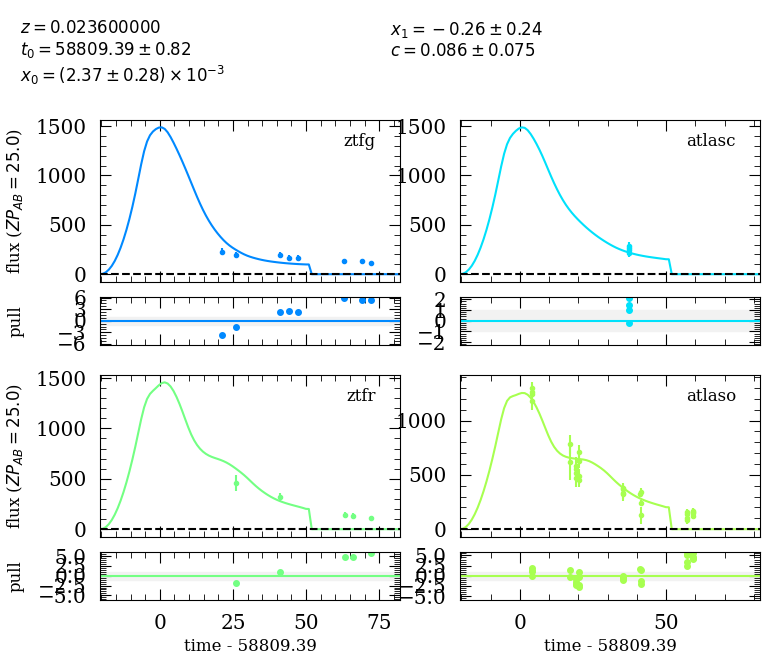 z = 0.023600000
t₀ = 58809.39 ± 0.82
x₀ = (2.37 ± 0.28) × 10⁻³
x₁ = −0.26 ± 0.24
c = 0.086 ± 0.075
1500
1000
500
0
flux (ZP_AB = 25.0)
ztfg
1500
1000
500
0
atlasc
6
3
0
−3
−6
pull
2
1
0
−1
−2
1500
1000
500
0
flux (ZP_AB = 25.0)
ztfr
1000
500
0
atlaso
5.0
2.5
0.0
−2.5
−5.0
pull
5.0
2.5
0.0
−2.5
−5.0
0 25 50 75
time - 58809.39
0 50
time - 58809.39